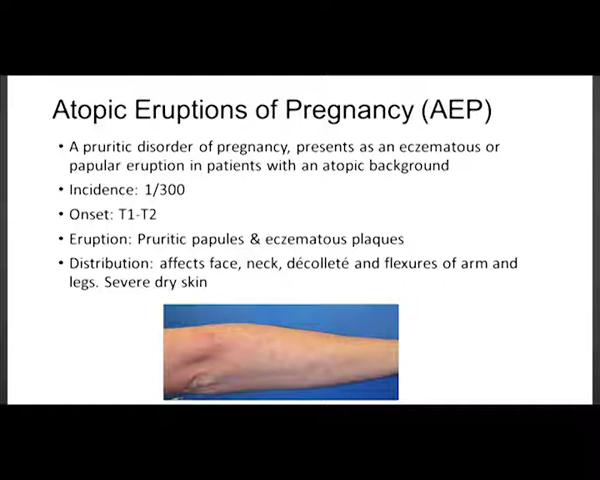 Atopic Eruptions of Pregnancy (AEP)
• A pruritic disorder of pregnancy, presents as an eczematous or
papular eruption in patients with an atopic background
• Incidence: 1/300
• Onset: T1-T2
• Eruption: Pruritic papules & eczematous plaques
• Distribution: affects face, neck, décolleté and flexures of arm and
legs. Severe dry skin